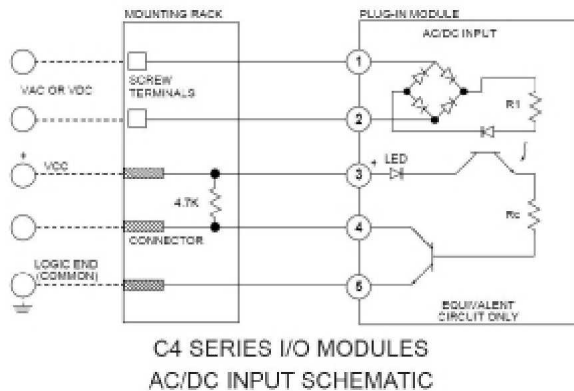 MOUNTING RACK
PLUG-IN MODULE
AC/DC INPUT
1
SCREW
TERMINALS
VAC OR VDC
R1
2
+
VCC
3
+
LED
4.7K
Rc
4
CONNECTOR
LOGIC END
(COMMON)
5
EQUIVALENT
CIRCUIT ONLY
C4 SERIES I/O MODULES
AC/DC INPUT SCHEMATIC